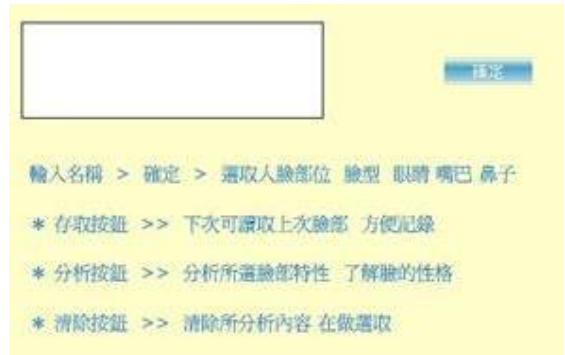 確定
輸入名稱 > 確定 > 選取人臉部位 臉型 眼睛 嘴巴 鼻子
* 存取按鈕 >> 下次可讀取上次臉部 方便記錄
* 分析按鈕 >> 分析所選臉部特性 了解臉的性格
* 清除按鈕 >> 清除所分析內容 在做選取